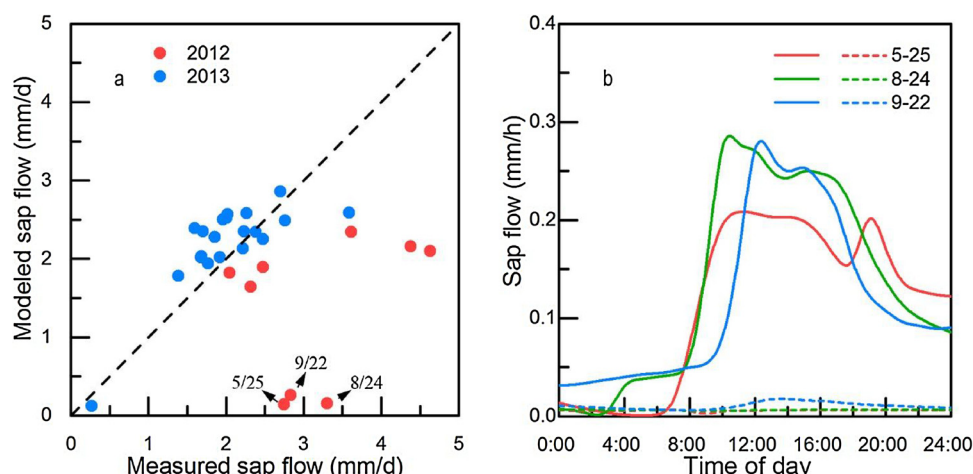 5
4
3
2
1
0
Modeled sap flow (mm/d)
2012
2013
a
9/22
5/25
8/24
0 1 2 3 4 5
Measured sap flow (mm/d)
0.4
0.3
0.2
0.1
0.0
Sap flow (mm/h)
b
5-25
8-24
9-22
0:00 4:00 8:00 12:00 16:00 20:00 24:00
Time of day